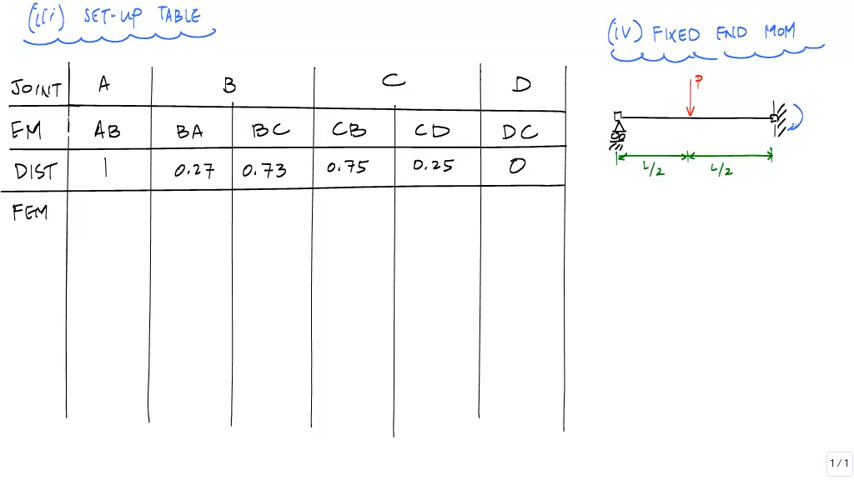 (iii) SET-UP TABLE
JOINT A B C D
EM AB BA BC CB CD DC
DIST 1 0.27 0.73 0.75 0.25 0
FEM
(iv) FIXED END MOM
P
L/2 L/2
1/1